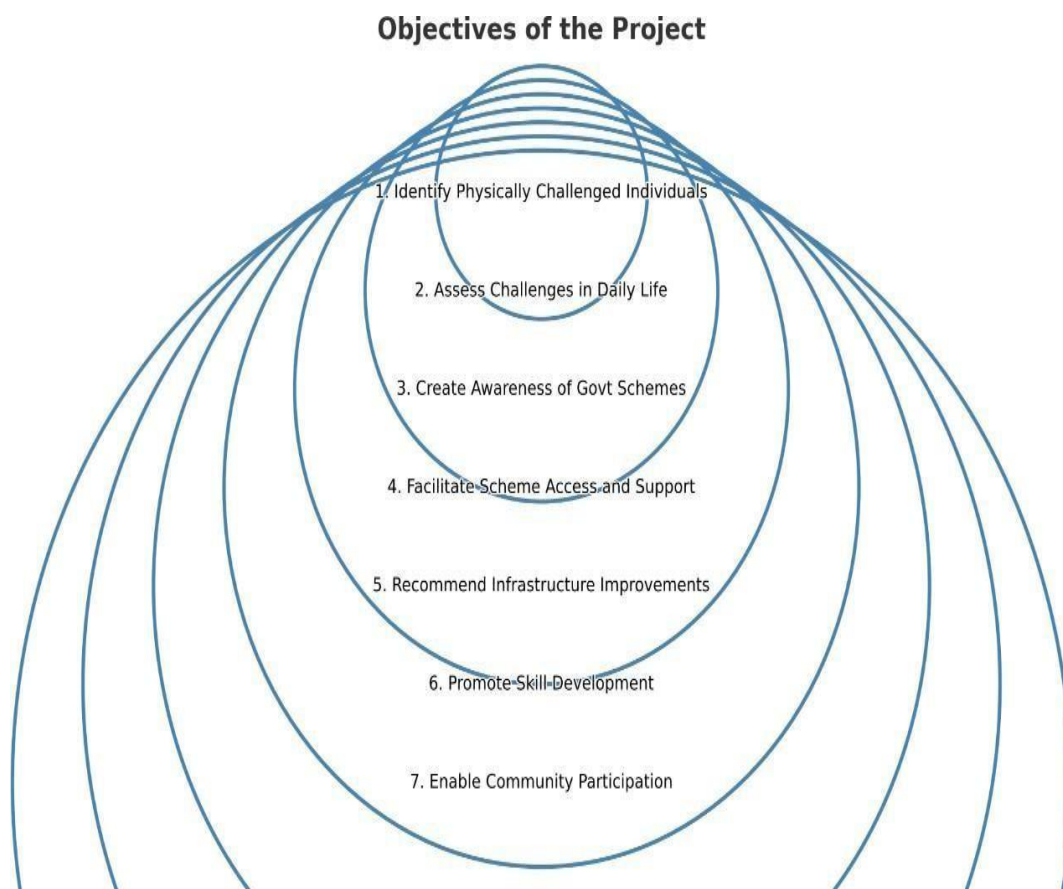 Objectives of the Project
1. Identify Physically Challenged Individuals
2. Assess Challenges in Daily Life
3. Create Awareness of Govt Schemes
4. Facilitate Scheme Access and Support
5. Recommend Infrastructure Improvements
6. Promote Skill Development
7. Enable Community Participation